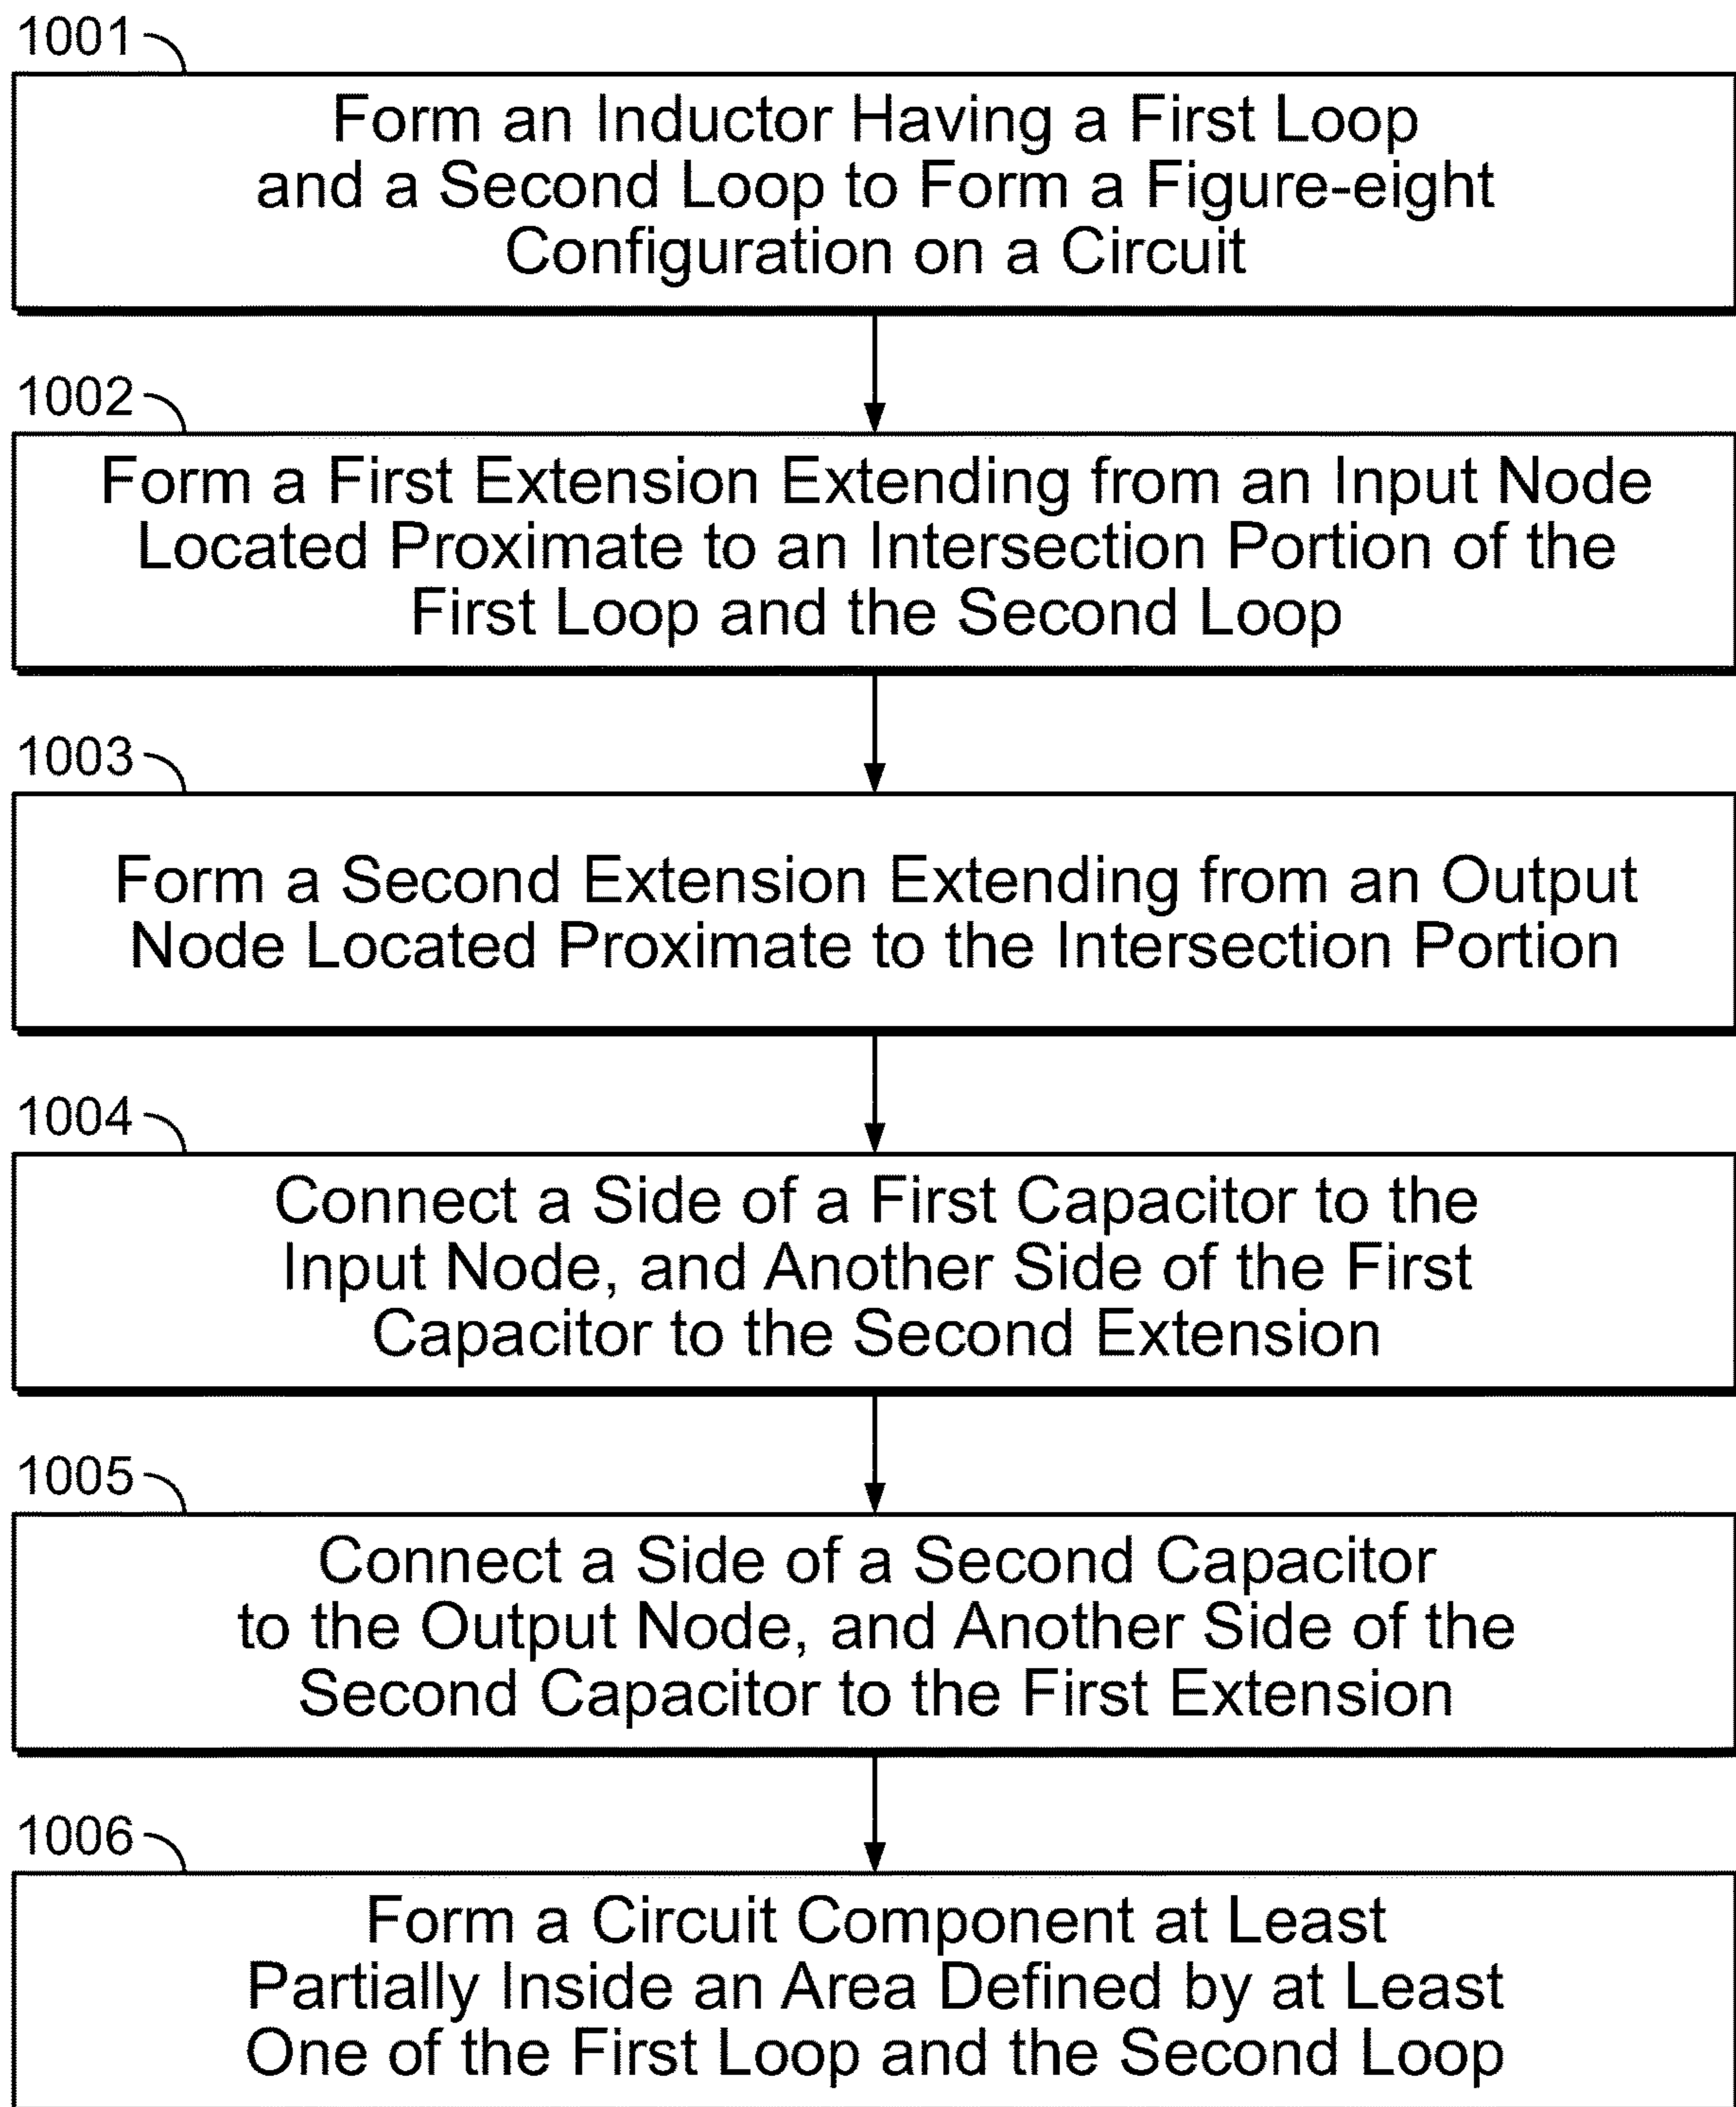 1001
Form an Inductor Having a First Loop
and a Second Loop to Form a Figure-eight
Configuration on a Circuit
1002
Form a First Extension Extending from an Input Node
Located Proximate to an Intersection Portion of the
First Loop and the Second Loop
1003
Form a Second Extension Extending from an Output
Node Located Proximate to the Intersection Portion
1004
Connect a Side of a First Capacitor to the
Input Node, and Another Side of the First
Capacitor to the Second Extension
1005
Connect a Side of a Second Capacitor
to the Output Node, and Another Side of the
Second Capacitor to the First Extension
1006
Form a Circuit Component at Least
Partially Inside an Area Defined by at Least
One of the First Loop and the Second Loop